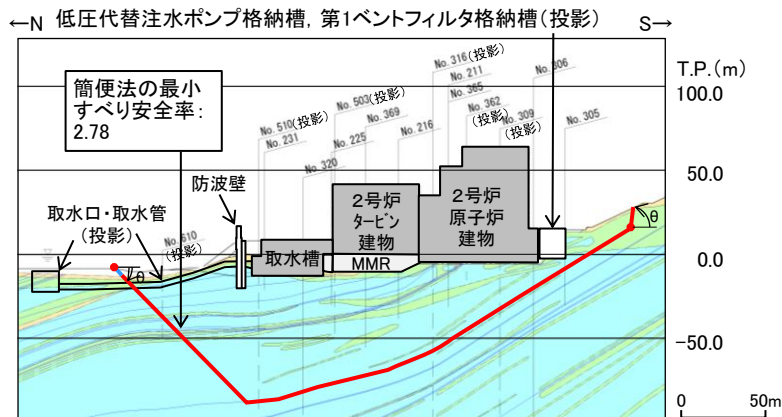 ←N 低圧代替注水ポンプ格納槽，第1ベントフィルタ格納槽(投影) S→
T.P.(m)
100.0
50.0
0.0
-50.0
簡便法の最小
すべり安全率：
2.78
No. 316(投影)
No. 211
No. 365
No. 362
(投影)
No. 306
No. 309
(投影)
No. 305
No. 503(投影)
No. 369
No. 216
No. 510(投影)
No. 231
No. 225
No. 320
防波壁
取水口・取水管
(投影)
No. 610
(投影)
取水槽
2号炉
タービン
建物
2号炉
原子炉
建物
MMR
θ
θ
0 50m